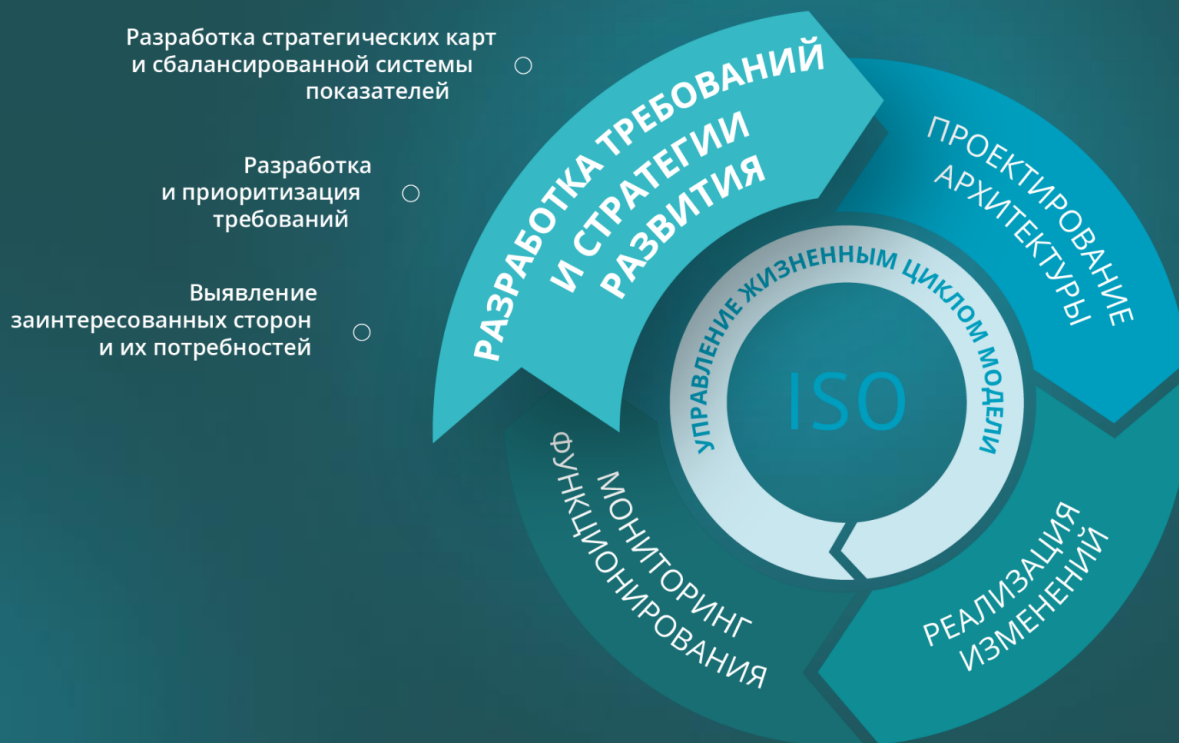 Разработка стратегических карт
и сбалансированной системы
показателей
Разработка
и приоритизация
требований
Выявление
заинтересованных сторон
и их потребностей
РАЗРАБОТКА ТРЕБОВАНИЙ
И СТРАТЕГИИ
РАЗВИТИЯ
ПРОЕКТИРОВАНИЕ
АРХИТЕКТУРЫ
РЕАЛИЗАЦИЯ
ИЗМЕНЕНИЙ
МОНИТОРИНГ
ФУНКЦИОНИРОВАНИЯ
УПРАВЛЕНИЕ ЖИЗНЕННЫМ ЦИКЛОМ МОДЕЛИ
ISO